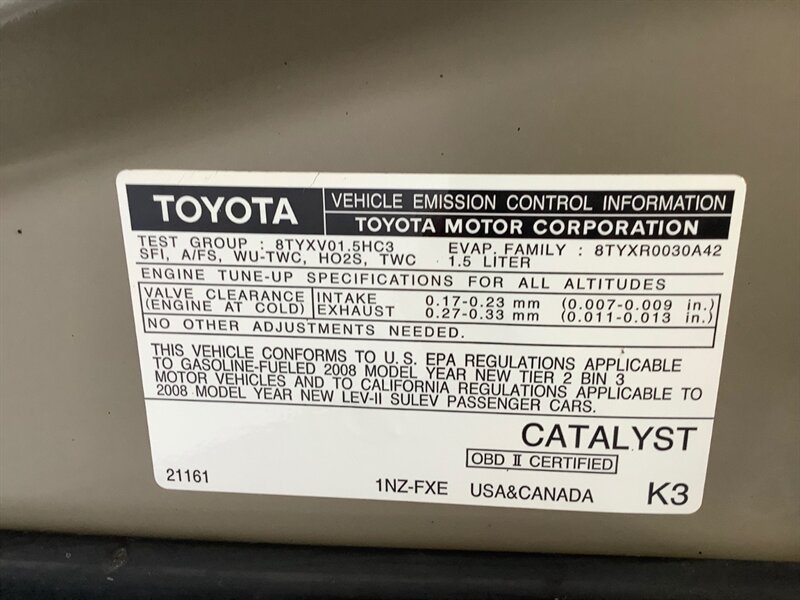 TOYOTA
VEHICLE EMISSION CONTROL INFORMATION
TOYOTA MOTOR CORPORATION
TEST GROUP : 8TYXV01.5HC3 EVAP. FAMILY : 8TYXR0030A42
SFI, A/FS, WU-TWC, HO2S, TWC 1.5 LITER
ENGINE TUNE-UP SPECIFICATIONS FOR ALL ALTITUDES
VALVE CLEARANCE INTAKE 0.17-0.23 mm (0.007-0.009 in.)
(ENGINE AT COLD) EXHAUST 0.27-0.33 mm (0.011-0.013 in.)
NO OTHER ADJUSTMENTS NEEDED.
THIS VEHICLE CONFORMS TO U.S. EPA REGULATIONS APPLICABLE
TO GASOLINE-FUELED 2008 MODEL YEAR NEW TIER 2 BIN 3
MOTOR VEHICLES AND TO CALIFORNIA REGULATIONS APPLICABLE TO
2008 MODEL YEAR NEW LEV-II SULEV PASSENGER CARS.
CATALYST
OBD II CERTIFIED
21161 1NZ-FXE USA&CANADA K3